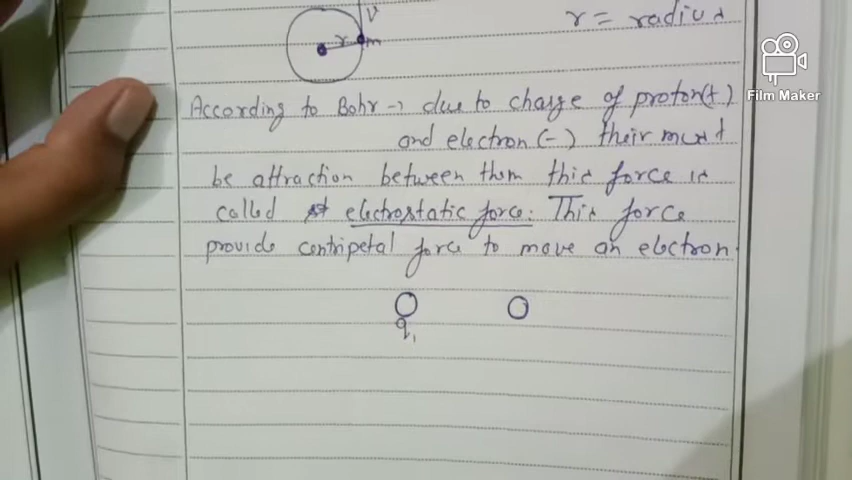 V
r = radius
r m
Film Maker
According to Bohr → due to charge of proton(+)
and electron (-) their must
be attraction between them this force is
called electrostatic force. This force
provide centripetal force to move an electron.
q1